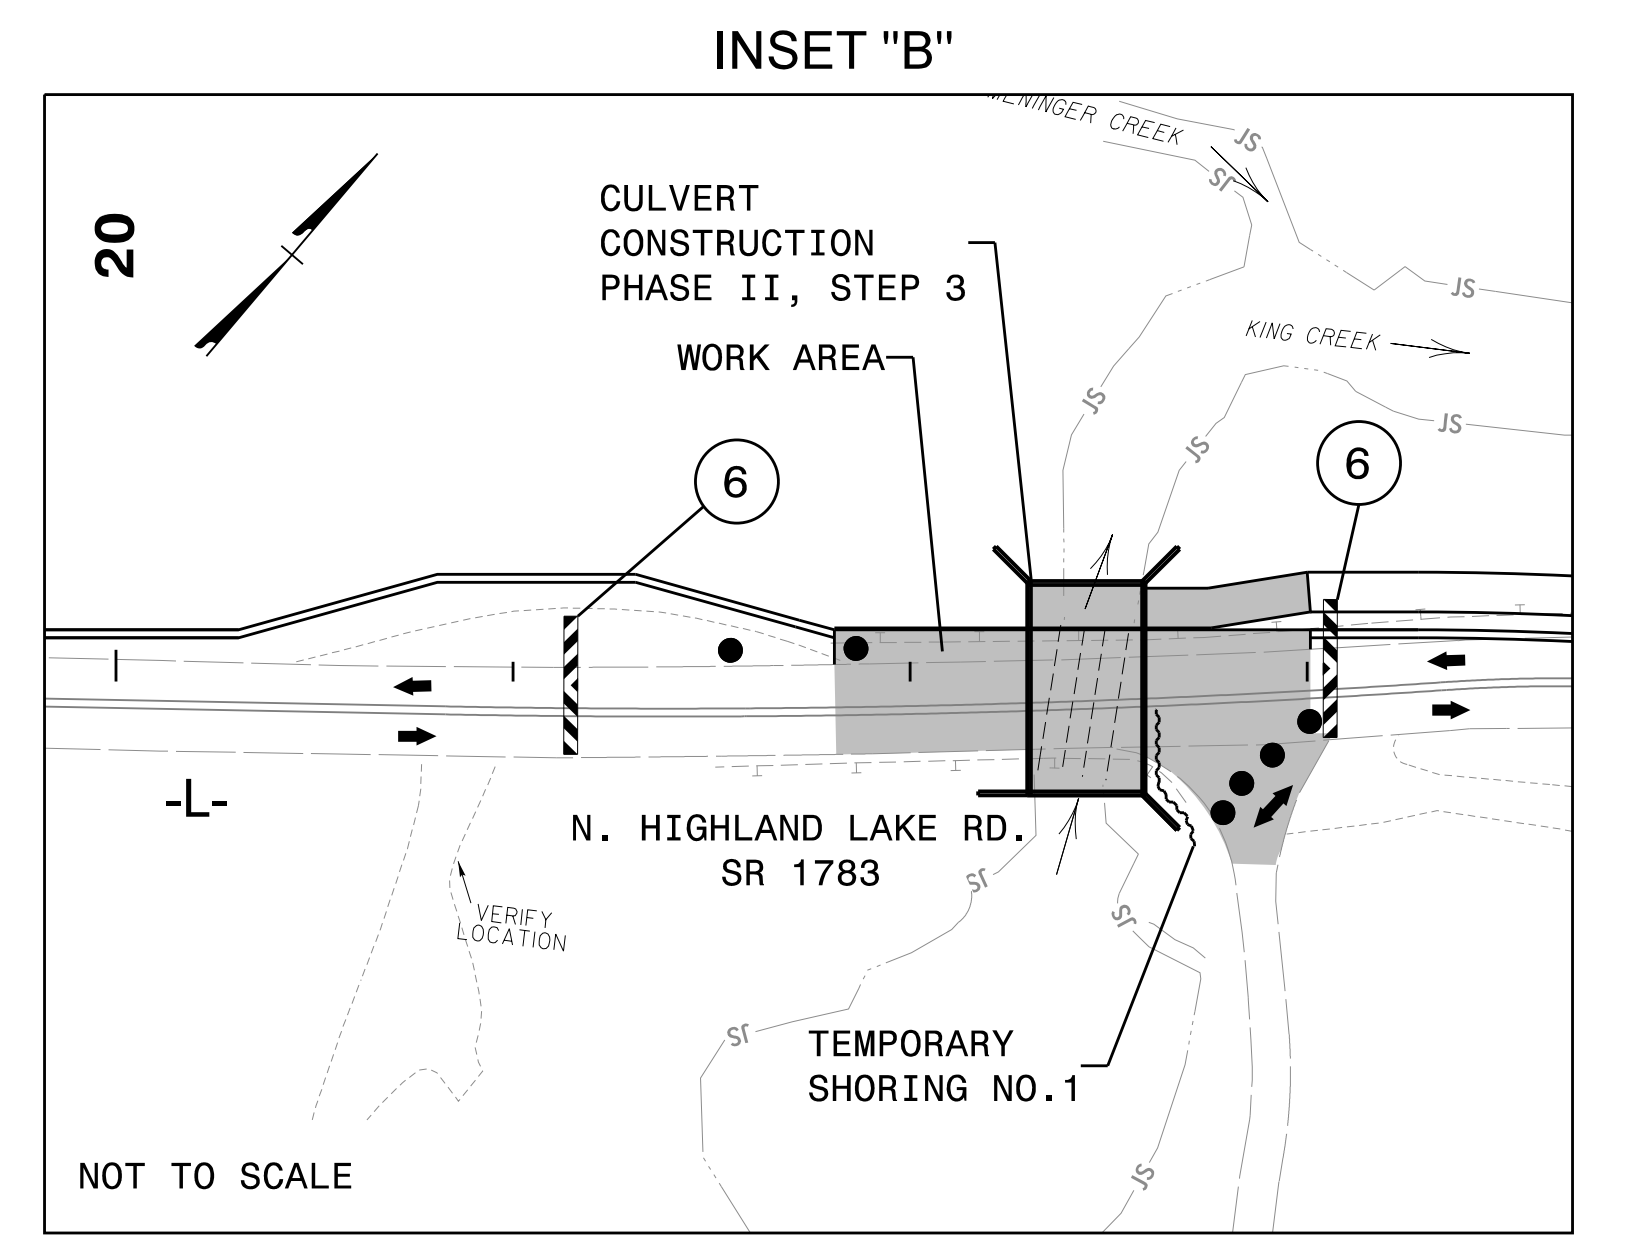 INSET "B"
CREEK
JS
JS
20
CULVERT
CONSTRUCTION
PHASE II, STEP 3
JS
KING CREEK
WORK AREA
JS
JS
JS
6
6
-L-
N. HIGHLAND LAKE RD.
SR 1783
JS
VERIFY
LOCATION
JS
JS
TEMPORARY
SHORING NO.1
JS
NOT TO SCALE